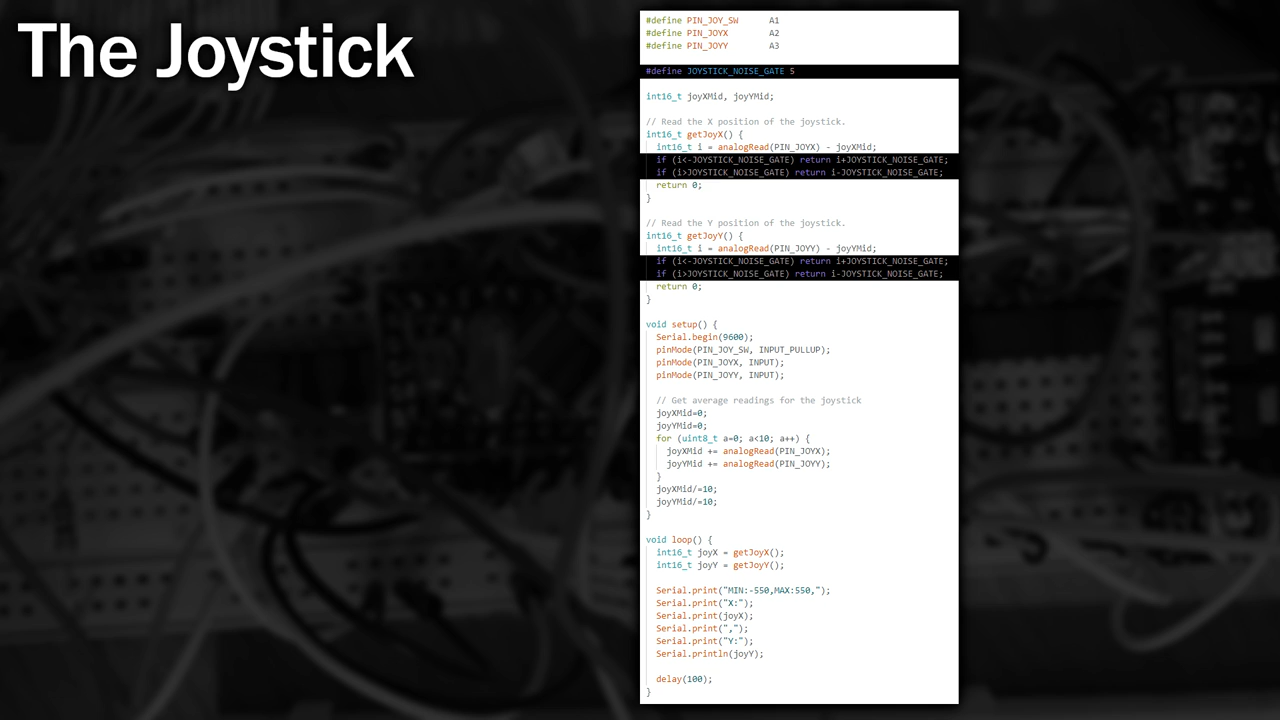 The Joystick
#define PIN_JOY_SW      A1
#define PIN_JOYX        A2
#define PIN_JOYY        A3
#define JOYSTICK_NOISE_GATE 5
int16_t joyXMid, joyYMid;
// Read the X position of the joystick.
int16_t getJoyX() {
  int16_t i = analogRead(PIN_JOYX) - joyXMid;
  if (i<-JOYSTICK_NOISE_GATE) return i+JOYSTICK_NOISE_GATE;
  if (i>JOYSTICK_NOISE_GATE) return i-JOYSTICK_NOISE_GATE;
  return 0;
}
// Read the Y position of the joystick.
int16_t getJoyY() {
  int16_t i = analogRead(PIN_JOYY) - joyYMid;
  if (i<-JOYSTICK_NOISE_GATE) return i+JOYSTICK_NOISE_GATE;
  if (i>JOYSTICK_NOISE_GATE) return i-JOYSTICK_NOISE_GATE;
  return 0;
}
void setup() {
  Serial.begin(9600);
  pinMode(PIN_JOY_SW, INPUT_PULLUP);
  pinMode(PIN_JOYX, INPUT);
  pinMode(PIN_JOYY, INPUT);
  // Get average readings for the joystick
  joyXMid=0;
  joyYMid=0;
  for (uint8_t a=0; a<10; a++) {
    joyXMid += analogRead(PIN_JOYX);
    joyYMid += analogRead(PIN_JOYY);
  }
  joyXMid/=10;
  joyYMid/=10;
}
void loop() {
  int16_t joyX = getJoyX();
  int16_t joyY = getJoyY();
  Serial.print("MIN:-550,MAX:550,");
  Serial.print("X:");
  Serial.print(joyX);
  Serial.print(",");
  Serial.print("Y:");
  Serial.println(joyY);
  delay(100);
}